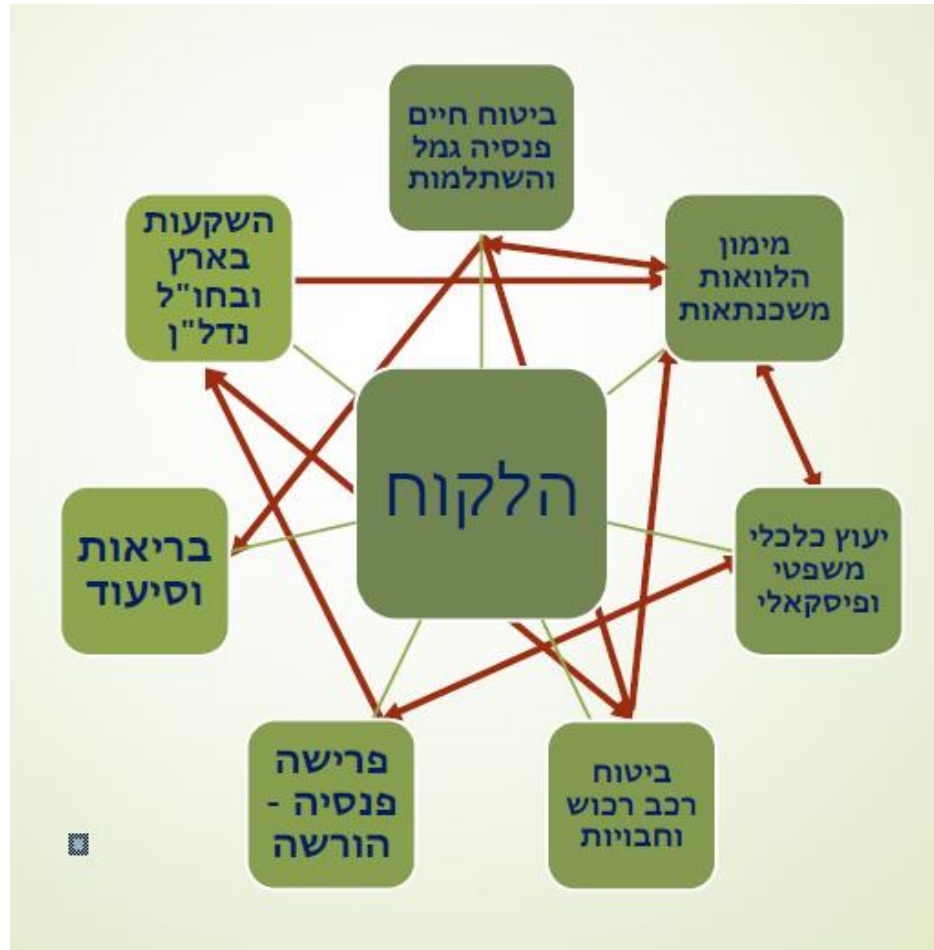 ביטוח חיים
פנסיה גמל
והשתלמות
מימון
הלוואות
משכנתאות
השקעות
בארץ
ובחו"ל
נדל"ן
הלקוח
יעוץ כלכלי
משפטי
ופיסקאלי
בריאות
וסיעוד
ביטוח
רכב רכוש
וחבויות
פרישה
פנסיה -
הורשה